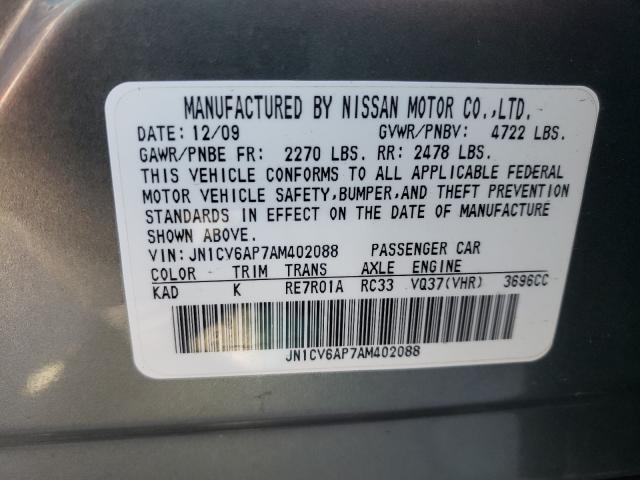 MANUFACTURED BY NISSAN MOTOR CO.,LTD.
DATE: 12/09 GVWR/PNBV: 4722 LBS.
GAWR/PNBE FR: 2270 LBS. RR: 2478 LBS.
THIS VEHICLE CONFORMS TO ALL APPLICABLE FEDERAL
MOTOR VEHICLE SAFETY,BUMPER,AND THEFT PREVENTION
STANDARDS IN EFFECT ON THE DATE OF MANUFACTURE
SHOWN ABOVE.
VIN: JN1CV6AP7AM402088 PASSENGER CAR
COLOR TRIM TRANS AXLE ENGINE
KAD K RE7R01A RC33 VQ37(VHR) 3696CC
JN1CV6AP7AM402088